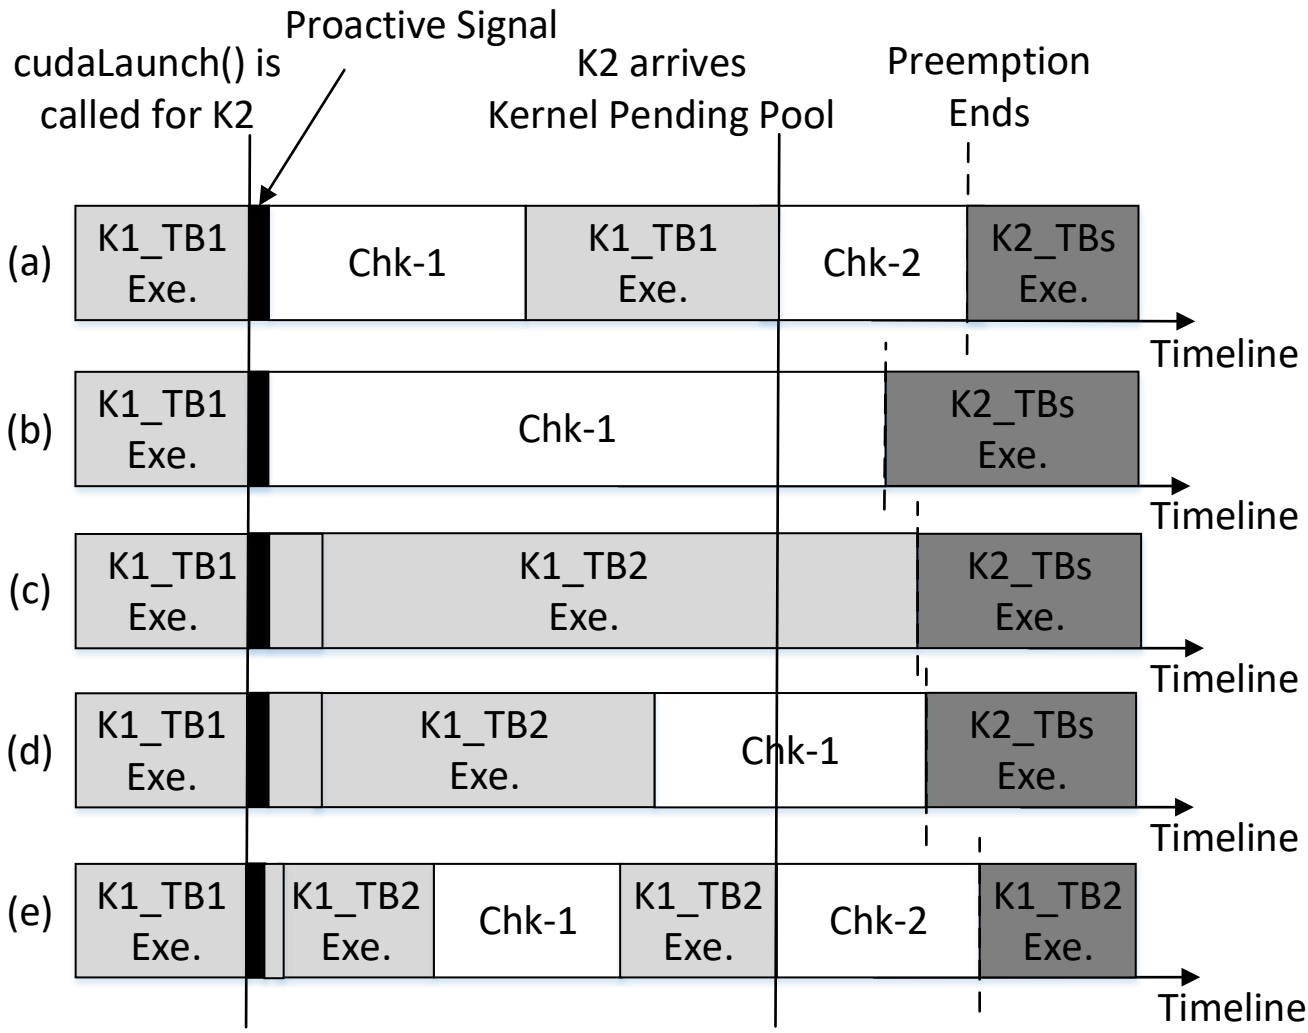 Proactive Signal
cudaLaunch() is
called for K2
K2 arrives
Kernel Pending Pool
Preemption
Ends
(a)
K1_TB1
Exe.
Chk-1
K1_TB1
Exe.
Chk-2
K2_TBs
Exe.
Timeline
(b)
K1_TB1
Exe.
Chk-1
K2_TBs
Exe.
Timeline
(c)
K1_TB1
Exe.
K1_TB2
Exe.
K2_TBs
Exe.
Timeline
(d)
K1_TB1
Exe.
K1_TB2
Exe.
Chk-1
K2_TBs
Exe.
Timeline
(e)
K1_TB1
Exe.
K1_TB2
Exe.
Chk-1
K1_TB2
Exe.
Chk-2
K1_TB2
Exe.
Timeline